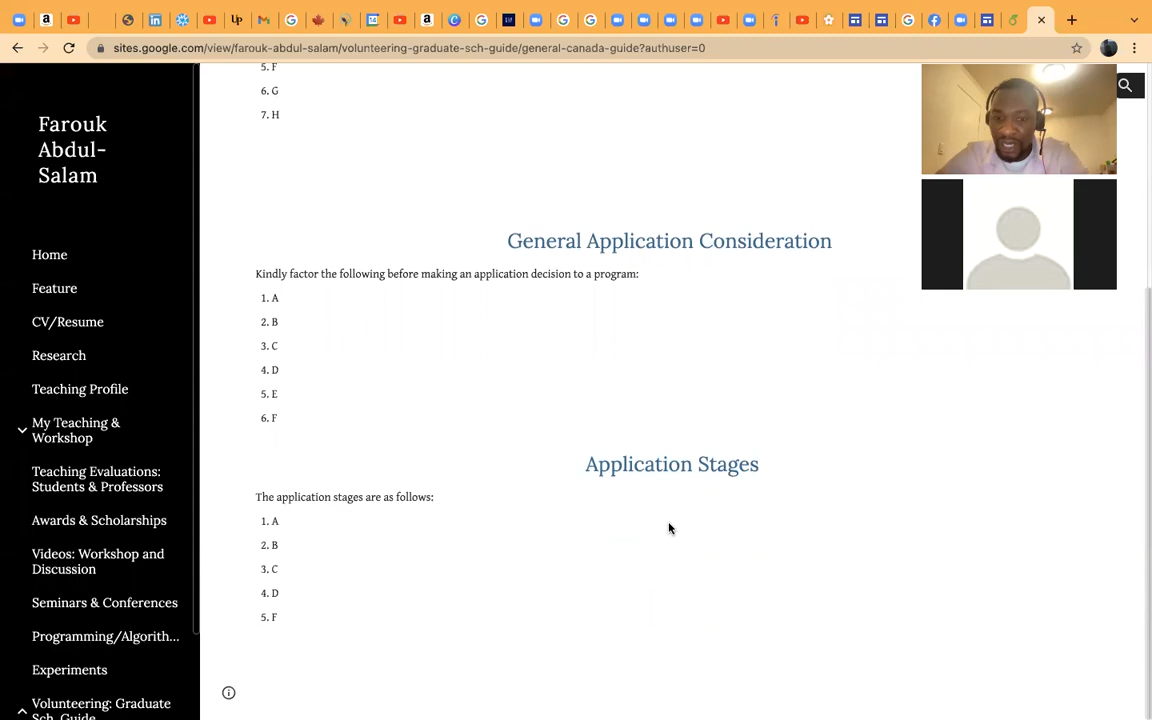 sites.google.com/view/farouk-abdul-salam/volunteering-graduate-sch-guide/general-canada-guide?authuser=0
Farouk
Abdul-
Salam
Home
Feature
CV/Resume
Research
Teaching Profile
My Teaching &
Workshop
Teaching Evaluations:
Students & Professors
Awards & Scholarships
Videos: Workshop and
Discussion
Seminars & Conferences
Programming/Algorith...
Experiments
Volunteering: Graduate
Sch. Guide
5. F
6. G
7. H
General Application Consideration
Kindly factor the following before making an application decision to a program:
1. A
2. B
3. C
4. D
5. E
6. F
Application Stages
The application stages are as follows:
1. A
2. B
3. C
4. D
5. F